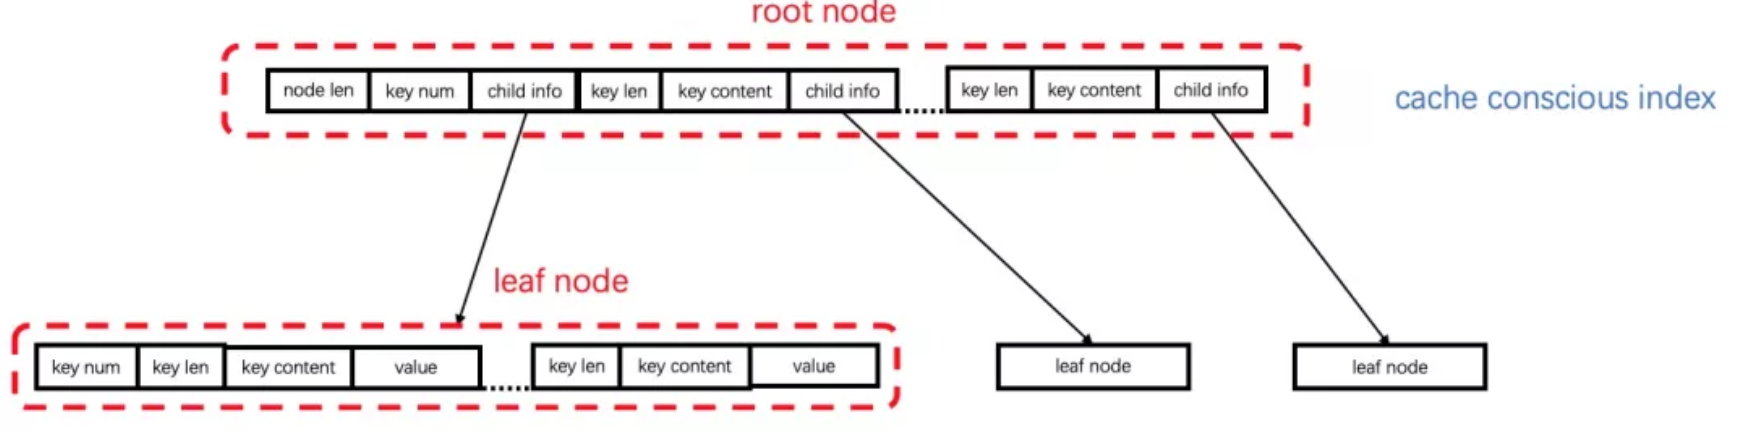 root node
node len key num child info key len key content child info key len key content child info
cache conscious index
leaf node
key num key len key content value key len key content value
leaf node
leaf node